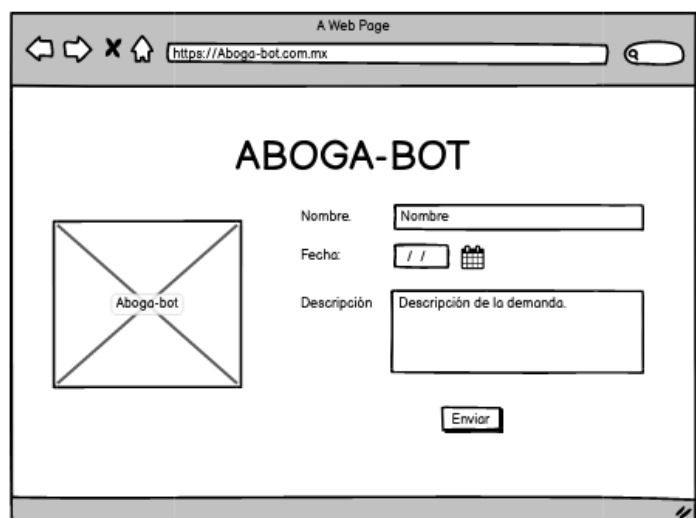 A Web Page
https://Aboga-bot.com.mx
ABOGA-BOT
Nombre.
Nombre
Fecha:
/ /
Aboga-bot
Descripción
Descripción de la demanda.
Enviar